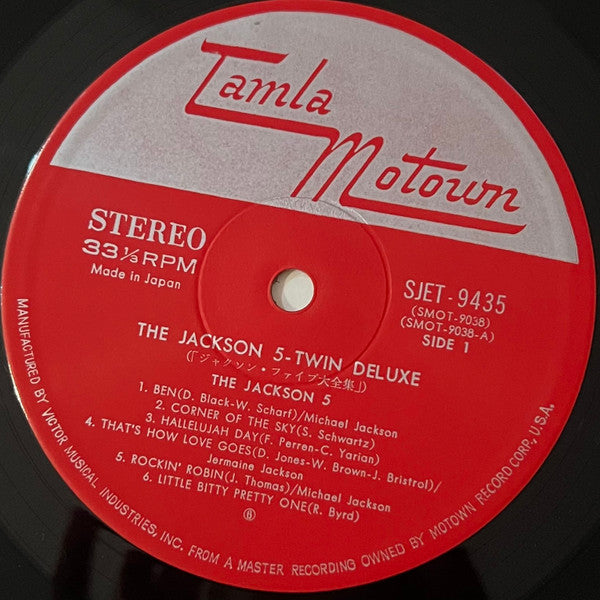 Tamla
Motown
STEREO
33 ⅓ RPM
Made in Japan
SJET-9435
(SMOT-9038)
(SMOT-9038-A)
SIDE 1
THE JACKSON 5-TWIN DELUXE
(「ジャクソン・ファイブ大全集」)
THE JACKSON 5
1. BEN(D. Black-W. Scharf)/Michael Jackson
2. CORNER OF THE SKY(S. Schwartz)
3. HALLELUJAH DAY(F. Perren-C. Yarian)
4. THAT'S HOW LOVE GOES(D. Jones-W. Brown-J. Bristrol)/
Jermaine Jackson
5. ROCKIN' ROBIN(J. Thomas)/Michael Jackson
6. LITTLE BITTY PRETTY ONE(R. Byrd)
MANUFACTURED BY VICTOR MUSICAL INDUSTRIES, INC. FROM A MASTER RECORDING OWNED BY MOTOWN RECORD CORP., U.S.A.